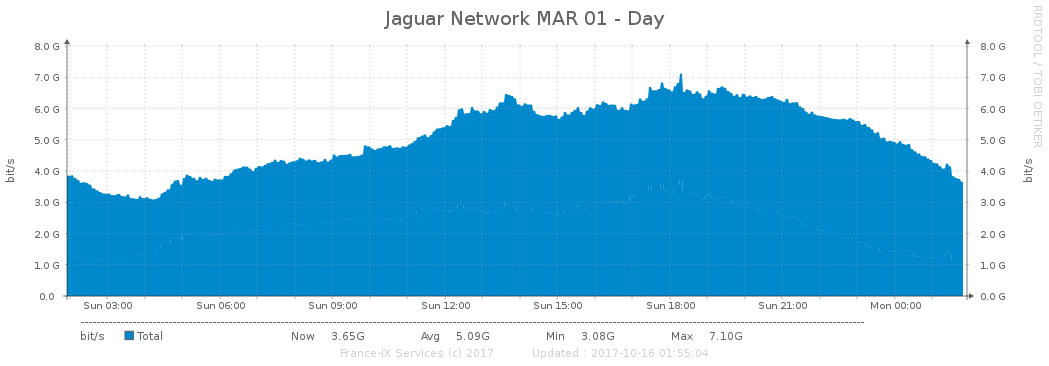 Jaguar Network MAR 01 - Day
RRDTOOL / TOBI OETIKER
8.0 G 8.0 G
7.0 G 7.0 G
6.0 G 6.0 G
5.0 G 5.0 G
4.0 G 4.0 G
3.0 G 3.0 G
2.0 G 2.0 G
1.0 G 1.0 G
0.0 0.0 G
bit/s bit/s
Sun 03:00 Sun 06:00 Sun 09:00 Sun 12:00 Sun 15:00 Sun 18:00 Sun 21:00 Mon 00:00
bit/s Total Now 3.65G Avg 5.09G Min 3.08G Max 7.10G
France-IX Services (c) 2017 Updated : 2017-10-16 01:55:04